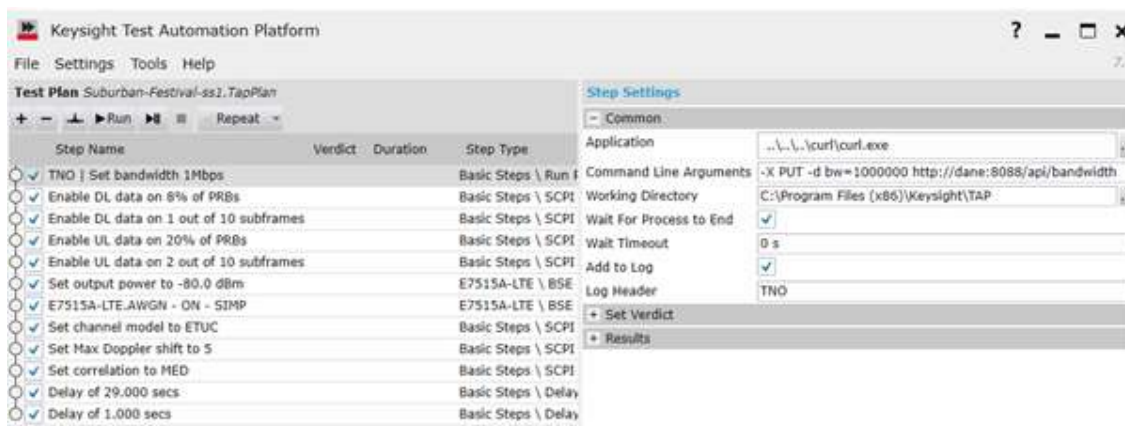 Keysight Test Automation Platform
?
File Settings Tools Help
Test Plan Suburban-Festival-ss1.TapPlan
Run Repeat
Step Name Verdict Duration Step Type
TNO | Set bandwidth 1Mbps Basic Steps \ Run
Enable DL data on 8% of PRBs Basic Steps \ SCPI
Enable DL data on 1 out of 10 subframes Basic Steps \ SCPI
Enable UL data on 20% of PRBs Basic Steps \ SCPI
Enable UL data on 2 out of 10 subframes Basic Steps \ SCPI
Set output power to -80.0 dBm E7515A-LTE \ BSE
E7515A-LTE.AWGN - ON - SIMP E7515A-LTE \ BSE
Set channel model to ETUC Basic Steps \ SCPI
Set Max Doppler shift to 5 Basic Steps \ SCPI
Set correlation to MED Basic Steps \ SCPI
Delay of 29.000 secs Basic Steps \ Delay
Delay of 1.000 secs Basic Steps \ Delay
Step Settings
- Common
Application ..\..\..\curl\curl.exe
Command Line Arguments -X PUT -d bw=1000000 http://dane:8088/api/bandwidth
Working Directory C:\Program Files (x86)\Keysight\TAP
Wait For Process to End
Wait Timeout 0 s
Add to Log
Log Header TNO
+ Set Verdict
+ Results